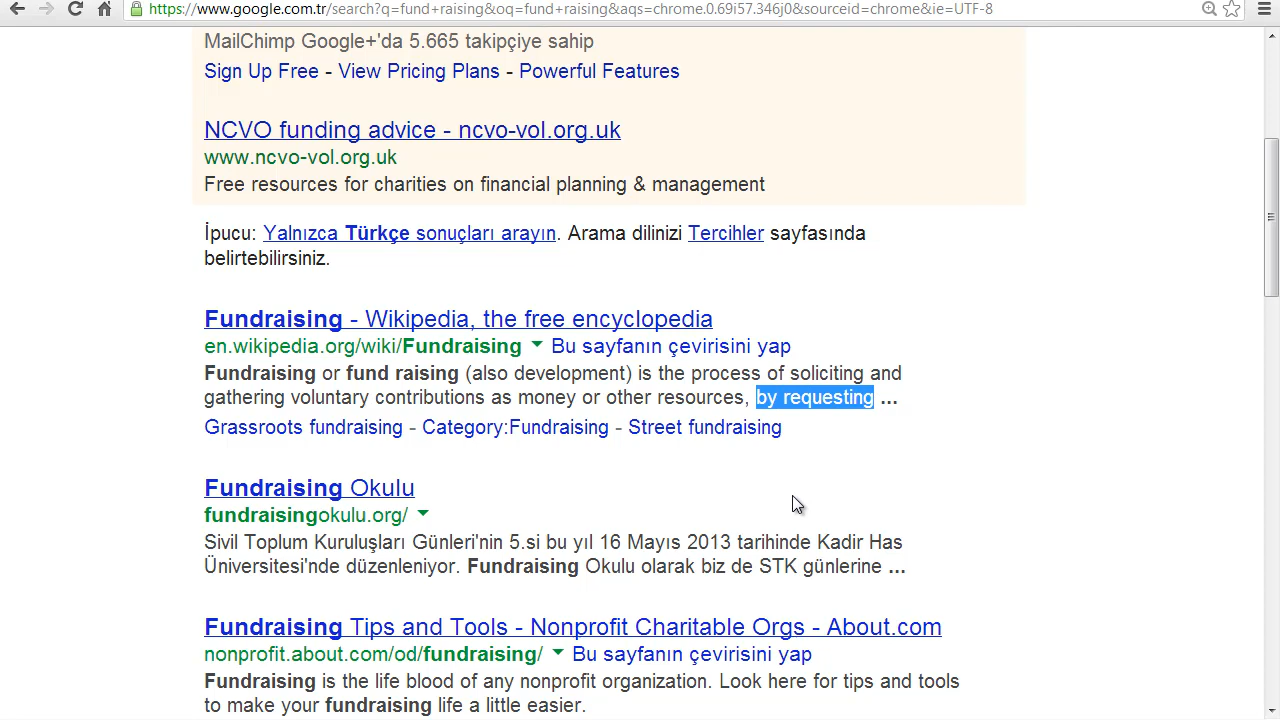 https://www.google.com.tr/search?q=fund+raising&oq=fund+raising&aqs=chrome.0.69i57.346j0&sourceid=chrome&ie=UTF-8
MailChimp Google+'da 5.665 takipçiye sahip
Sign Up Free - View Pricing Plans - Powerful Features
NCVO funding advice - ncvo-vol.org.uk
www.ncvo-vol.org.uk
Free resources for charities on financial planning & management
İpucu: Yalnızca Türkçe sonuçları arayın. Arama dilinizi Tercihler sayfasında
belirtebilirsiniz.
Fundraising - Wikipedia, the free encyclopedia
en.wikipedia.org/wiki/Fundraising Bu sayfanın çevirisini yap
Fundraising or fund raising (also development) is the process of soliciting and
gathering voluntary contributions as money or other resources, by requesting ...
Grassroots fundraising - Category:Fundraising - Street fundraising
Fundraising Okulu
fundraisingokulu.org/
Sivil Toplum Kuruluşları Günleri'nin 5.si bu yıl 16 Mayıs 2013 tarihinde Kadir Has
Üniversitesi'nde düzenleniyor. Fundraising Okulu olarak biz de STK günlerine ...
Fundraising Tips and Tools - Nonprofit Charitable Orgs - About.com
nonprofit.about.com/od/fundraising/ Bu sayfanın çevirisini yap
Fundraising is the life blood of any nonprofit organization. Look here for tips and tools
to make your fundraising life a little easier.